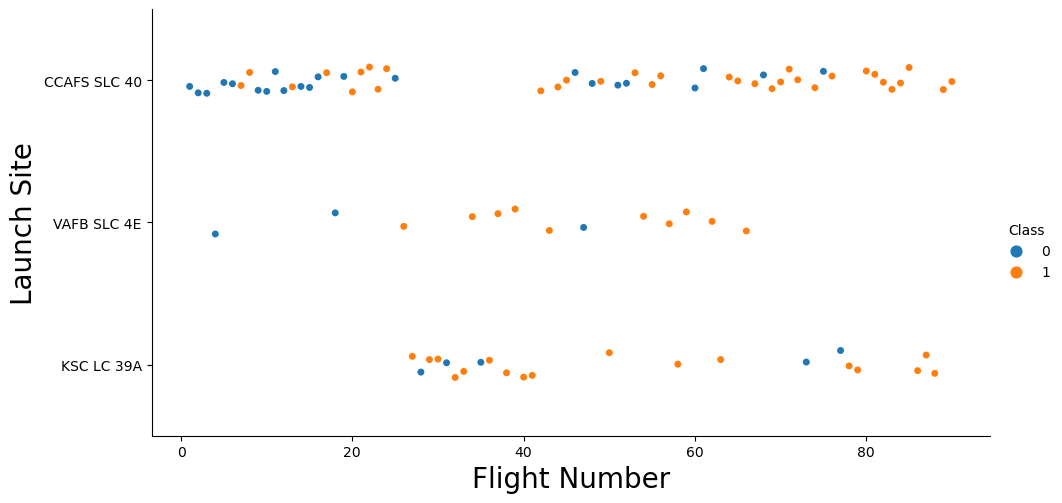 CCAFS SLC 40
VAFB SLC 4E
KSC LC 39A
Launch Site
0 20 40 60 80
Flight Number
Class
0
1